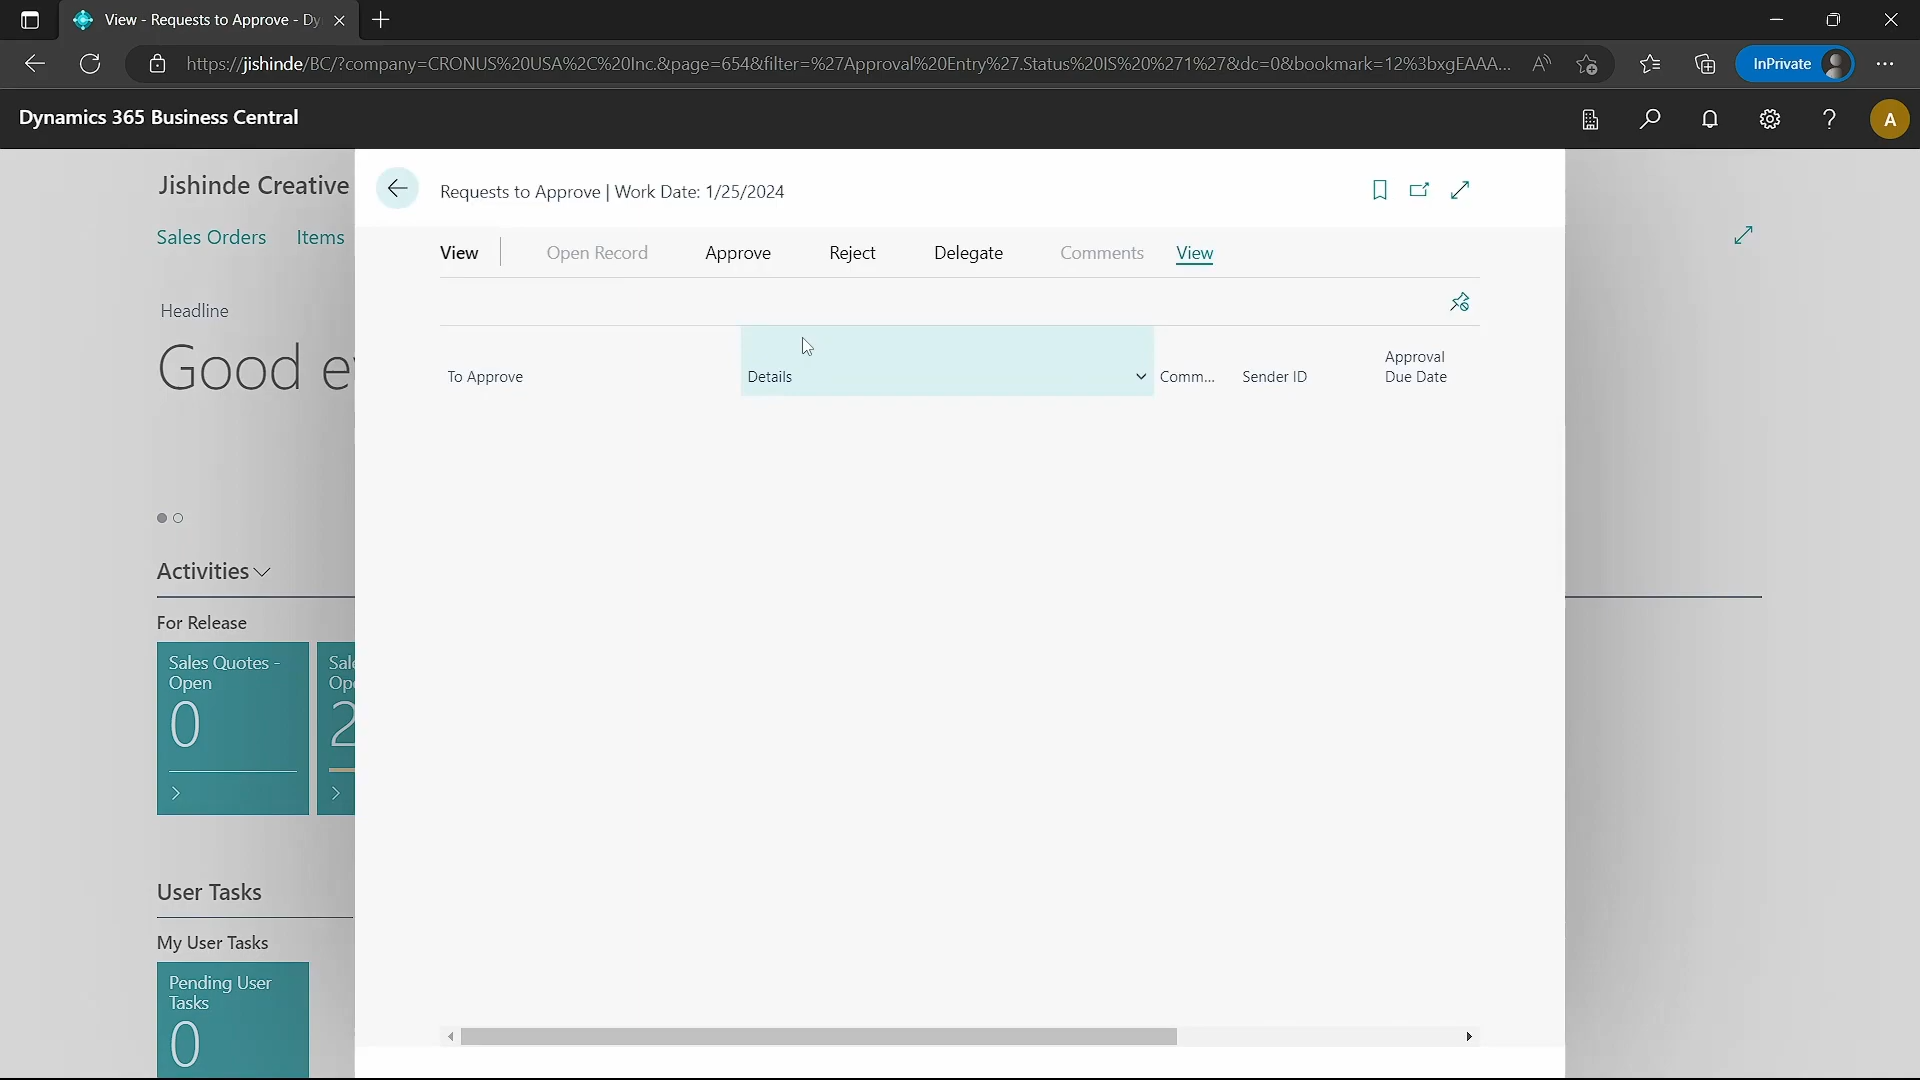 View - Requests to Approve - Dy
https://jishinde/BC/?company=CRONUS%20USA%2C%20Inc.&page=654&filter=%27Approval%20Entry%27.Status%20IS%20%271%27&dc=0&bookmark=12%3bxgEAAA...
InPrivate
Dynamics 365 Business Central
A
Jishinde Creative
Requests to Approve | Work Date: 1/25/2024
Sales Orders Items
View Open Record Approve Reject Delegate Comments View
Headline
Good e
To Approve Details Comm... Sender ID Approval Due Date
Activities
For Release
Sales Quotes -
Open
0
Sale
Ope
2
User Tasks
My User Tasks
Pending User
Tasks
0